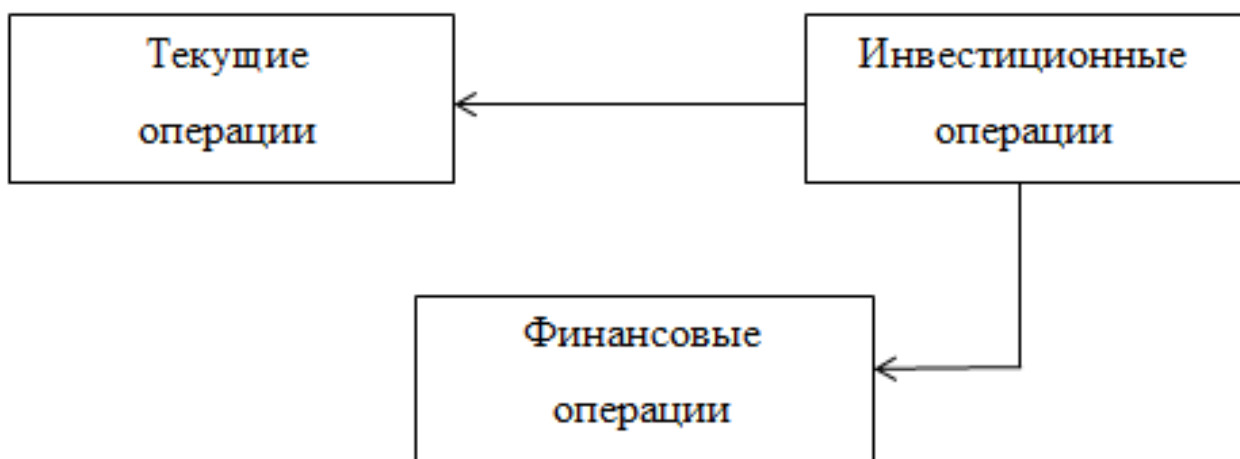 Текущие
операции
Инвестиционные
операции
Финансовые
операции